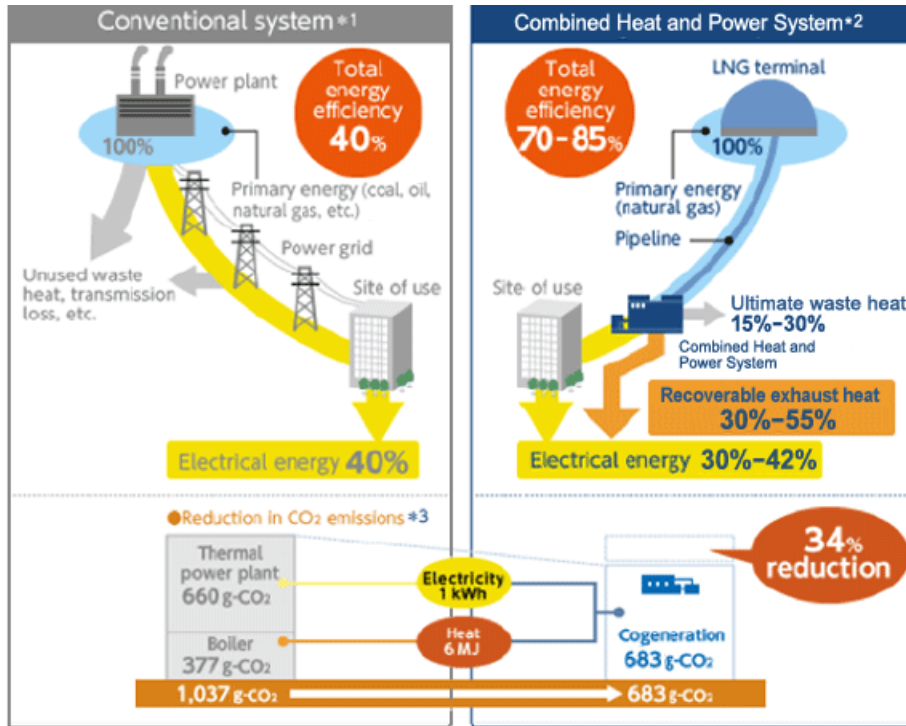 Conventional system*1
Power plant
Total
energy
efficiency
40%
100%
Primary energy (coal, oil,
natural gas, etc.)
Power grid
Unused waste
heat, transmission
loss, etc.
Site of use
Electrical energy 40%
Combined Heat and Power System*2
Total
energy
efficiency
70-85%
LNG terminal
100%
Primary energy
(natural gas)
Pipeline
Site of use
Ultimate waste heat
15%-30%
Combined Heat and
Power System
Recoverable exhaust heat
30%-55%
Electrical energy 30%-42%
●Reduction in CO₂ emissions *3
Thermal
power plant
660 g-CO₂
Boiler
377 g-CO₂
1,037 g-CO₂
Electricity
1 kWh
Heat
6 MJ
34%
reduction
Cogeneration
683 g-CO₂
683 g-CO₂